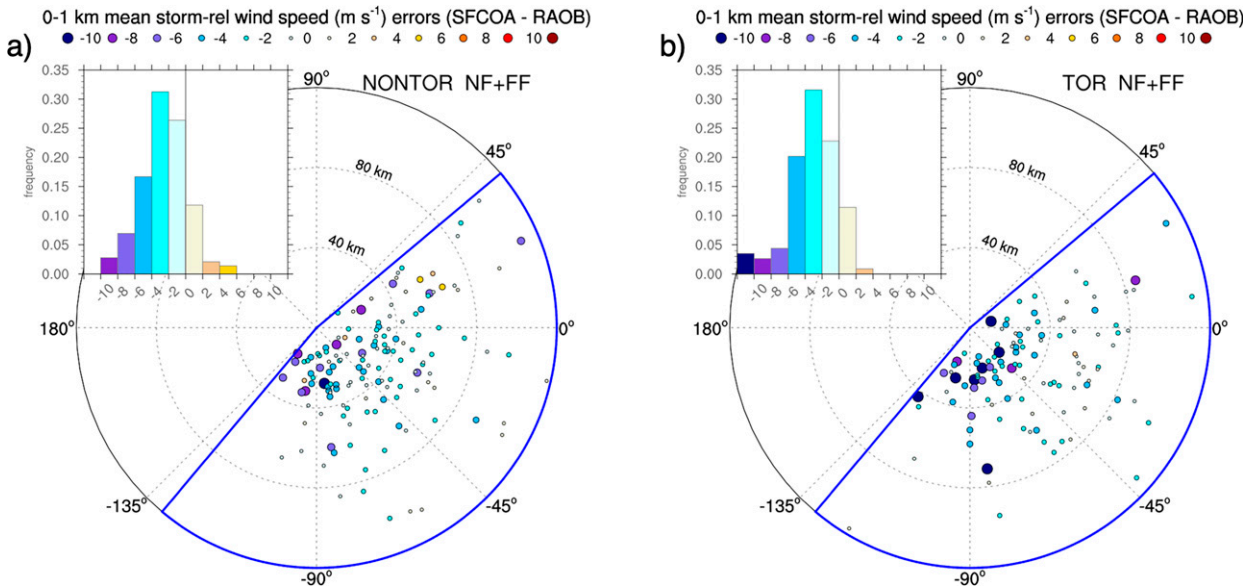 0-1 km mean storm-rel wind speed (m s⁻¹) errors (SFCOA - RAOB)
-10 -8 -6 -4 -2 0 2 4 6 8 10
a)
NONTOR NF+FF
0.35
0.30
0.25
0.20
0.15
0.10
0.05
0.00
frequency
-10 -8 -6 -4 -2 0 2 4 6 8 10
90°
45°
80 km
40 km
180°
0°
-135°
-45°
-90°
0-1 km mean storm-rel wind speed (m s⁻¹) errors (SFCOA - RAOB)
-10 -8 -6 -4 -2 0 2 4 6 8 10
b)
TOR NF+FF
0.35
0.30
0.25
0.20
0.15
0.10
0.05
0.00
frequency
-10 -8 -6 -4 -2 0 2 4 6 8 10
90°
45°
80 km
40 km
180°
0°
-135°
-45°
-90°